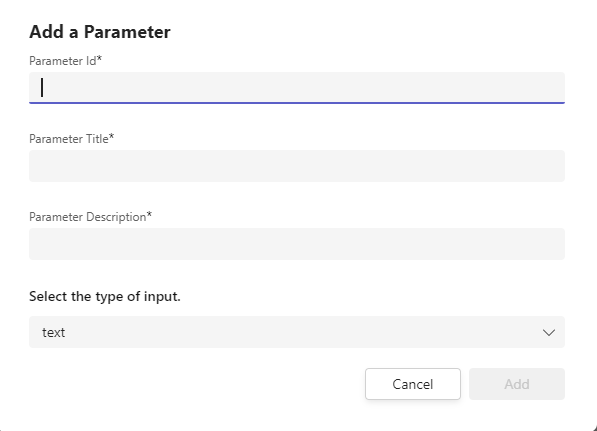 Add a Parameter
Parameter Id*
Parameter Title*
Parameter Description*
Select the type of input.
text
Cancel Add